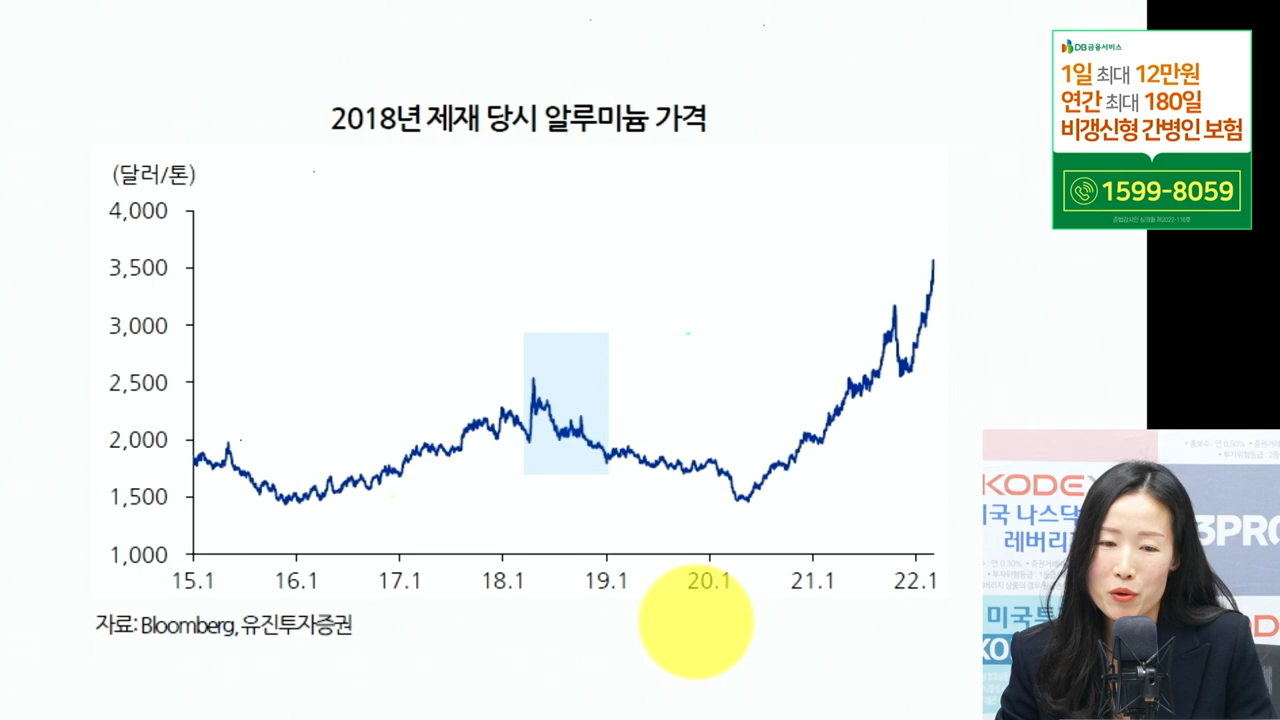 2018년 제재 당시 알루미늄 가격
(달러/톤)
4,000
3,500
3,000
2,500
2,000
1,500
1,000
15.1 16.1 17.1 18.1 19.1 20.1 21.1 22.1
자료: Bloomberg, 유진투자증권
DB금융서비스
1일 최대 12만원
연간 최대 180일
비갱신형 간병인 보험
1599-8059
KODEX
국 나스닥
레버리
3PRO
미국투
KO
OD